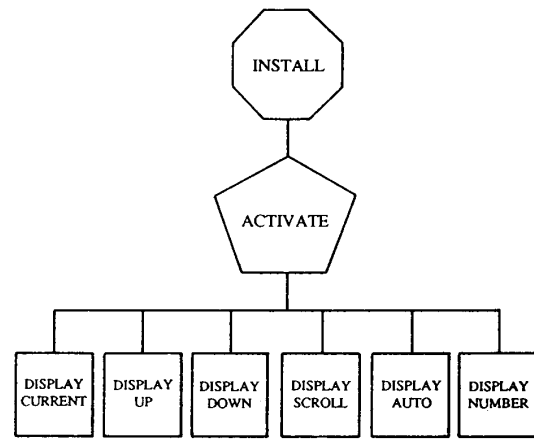 INSTALL
ACTIVATE
DISPLAY
CURRENT
DISPLAY
UP
DISPLAY
DOWN
DISPLAY
SCROLL
DISPLAY
AUTO
DISPLAY
NUMBER